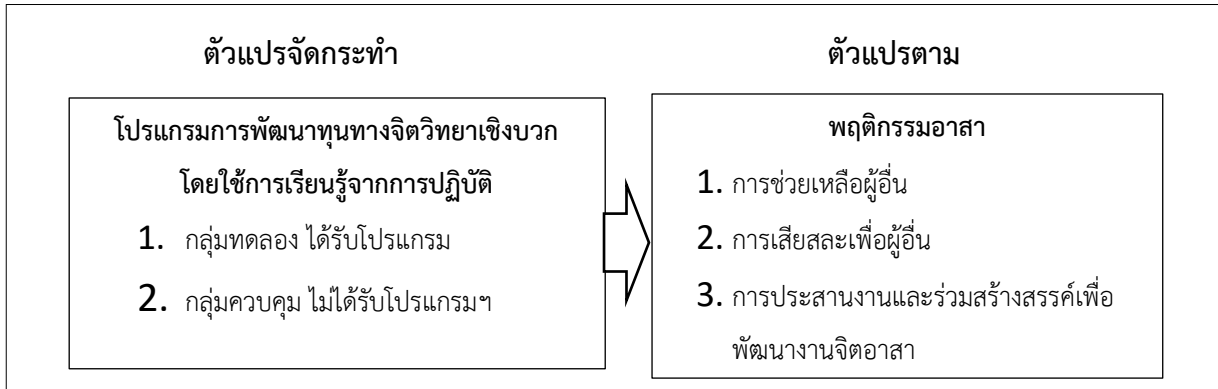 ตัวแปรจัดกระทำ
โปรแกรมการพัฒนาทุนทางจิตวิทยาเชิงบวก
โดยใช้การเรียนรู้จากการปฏิบัติ
1. กลุ่มทดลอง ได้รับโปรแกรม
2. กลุ่มควบคุม ไม่ได้รับโปรแกรมฯ
ตัวแปรตาม
พฤติกรรมอาสา
1. การช่วยเหลือผู้อื่น
2. การเสียสละเพื่อผู้อื่น
3. การประสานงานและร่วมสร้างสรรค์เพื่อ
พัฒนางานจิตอาสา